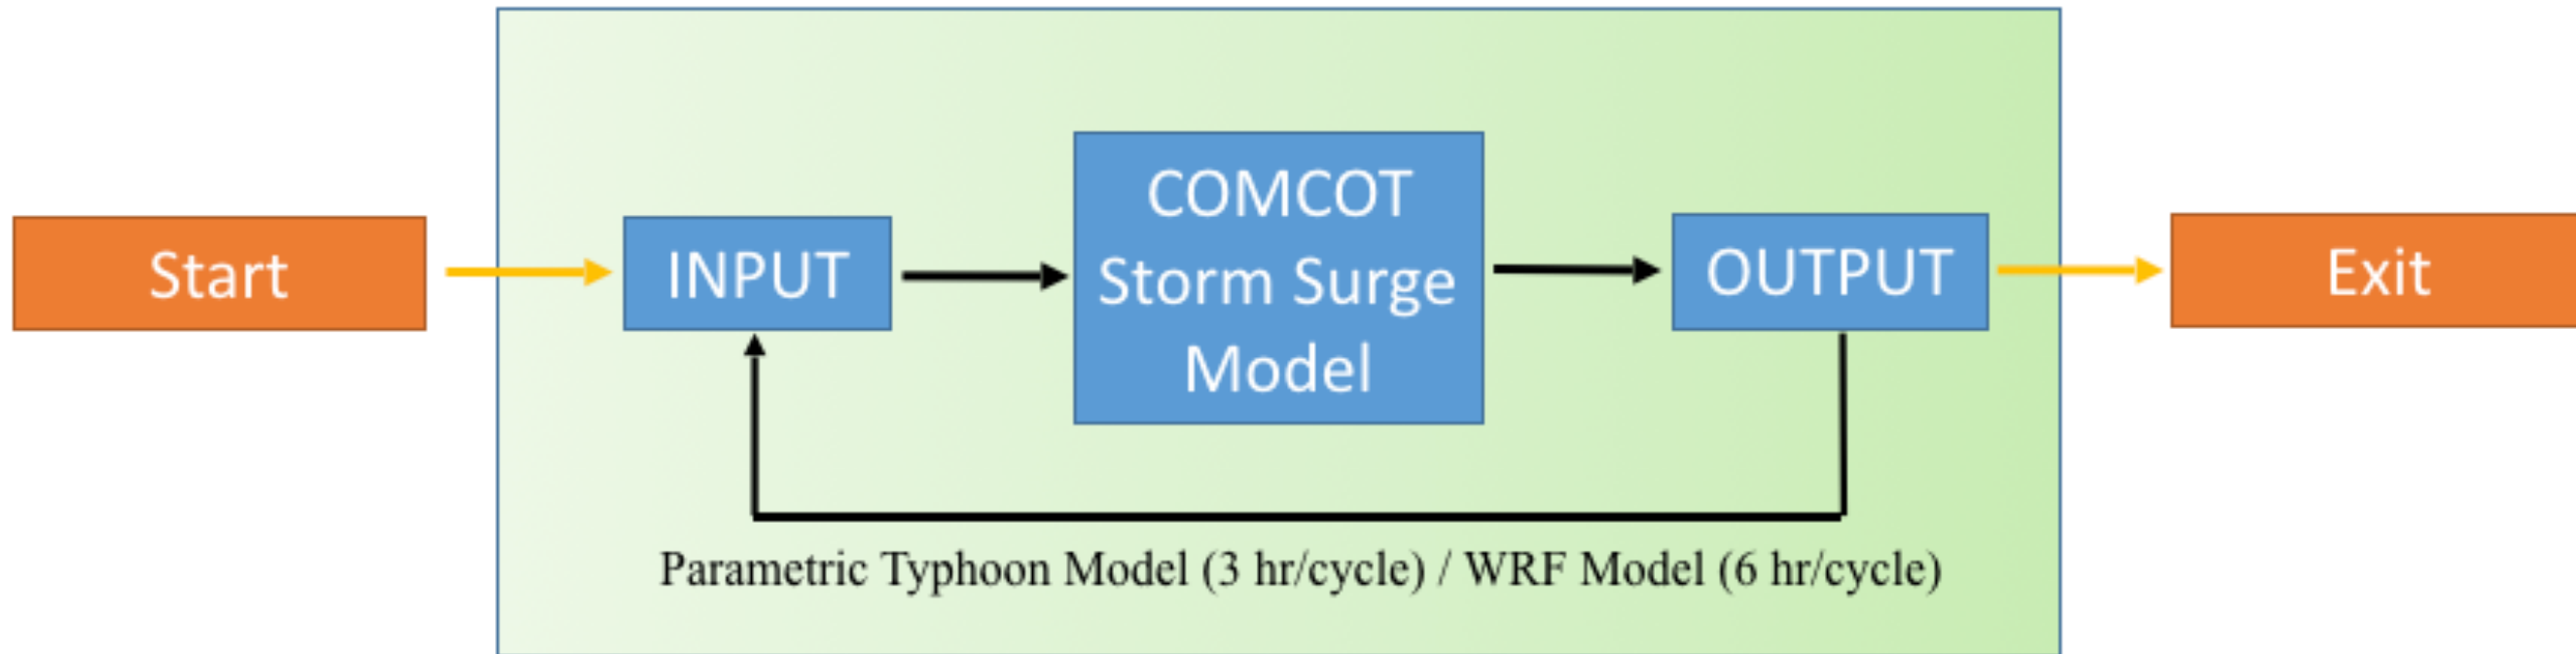 Start
INPUT
COMCOT
Storm Surge
Model
OUTPUT
Exit
Parametric Typhoon Model (3 hr/cycle) / WRF Model (6 hr/cycle)